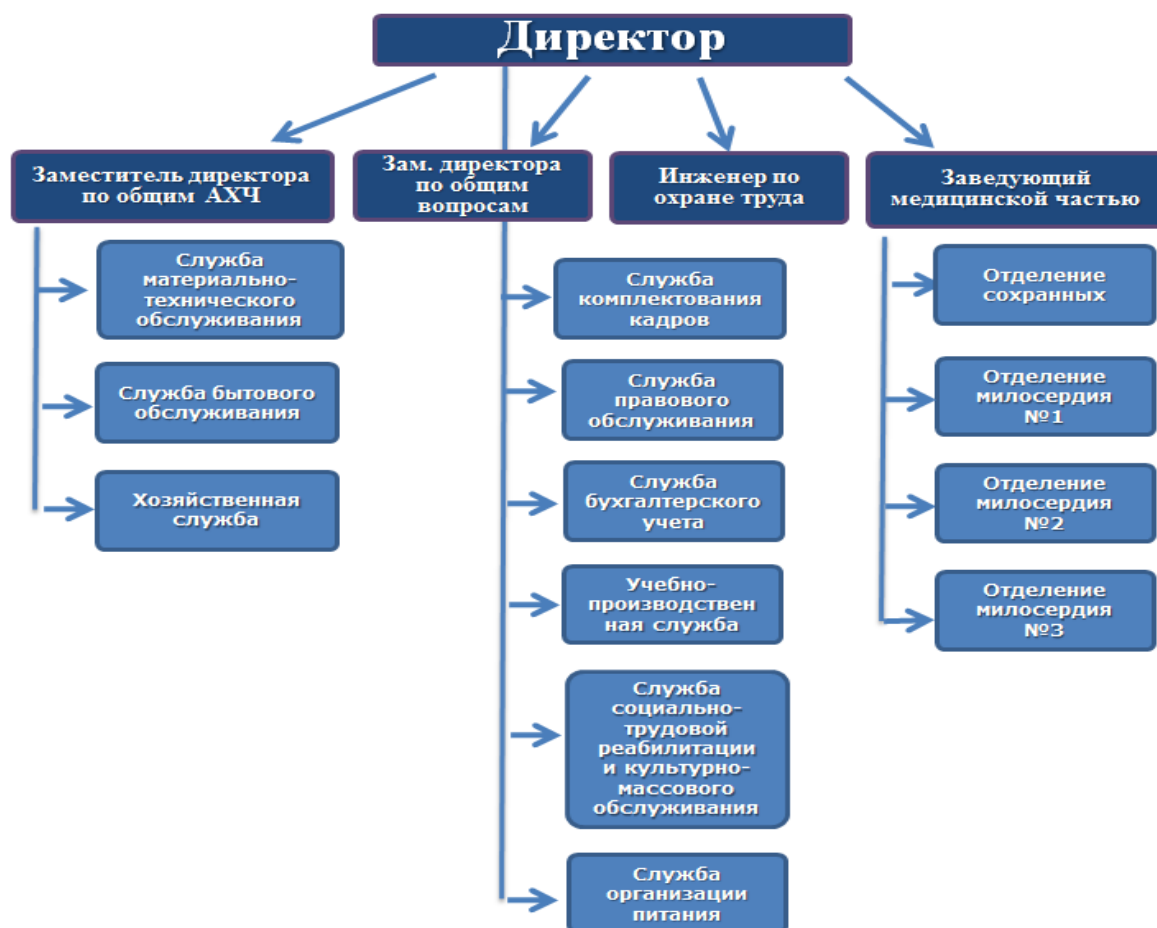 Директор
Заместитель директора
по общим АХЧ
Зам. директора
по общим
вопросам
Инженер по
охране труда
Заведующий
медицинской частью
Служба
материально-
технического
обслуживания
Служба бытового
обслуживания
Хозяйственная
служба
Служба
комплектования
кадров
Служба
правового
обслуживания
Служба
бухгалтерского
учета
Учебно-
производствен
ная служба
Служба
социально-
трудовой
реабилитации
и культурно-
массового
обслуживания
Служба
организации
питания
Отделение
сохранных
Отделение
милосердия
№1
Отделение
милосердия
№2
Отделение
милосердия
№3